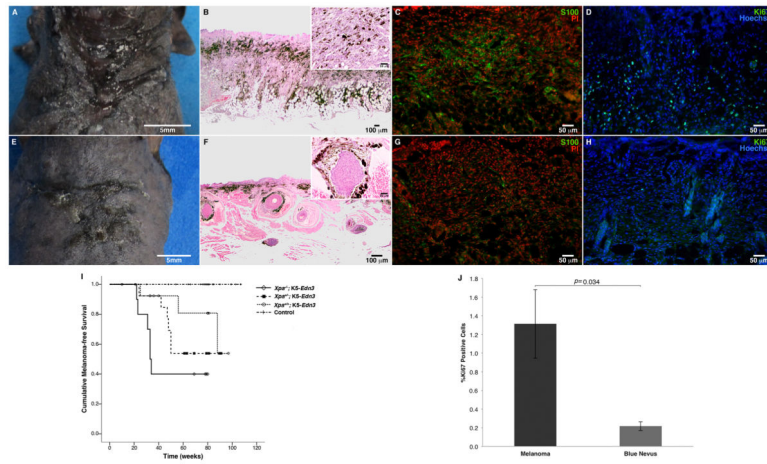 A
5mm
B
100 μm
C
S100
PI
50 μm
D
Ki67
Hoechst
50 μm
E
5mm
F
100 μm
G
S100
PI
50 μm
H
Ki67
Hoechst
50 μm
I
Cumulative Melanoma-free Survival
1.0
0.8
0.6
0.4
0.2
0.0
0 20 40 60 80 100 120
Time (weeks)
Xpa-/-; K5-Edn3
Xpa+/-; K5-Edn3
Xpa+/+; K5-Edn3
Control
J
P=0.034
%Ki67 Positive Cells
1.8
1.6
1.4
1.2
1.0
0.8
0.6
0.4
0.2
0
Melanoma Blue Nevus